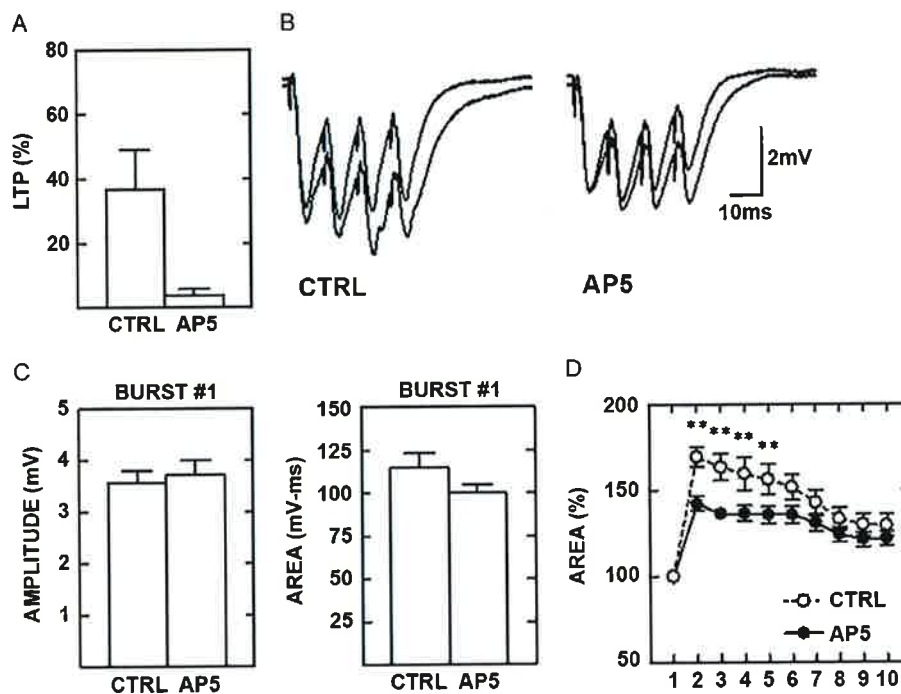 A
80
60
40
20
LTP (%)
CTRL AP5
B
CTRL
AP5
2mV
10ms
C
BURST #1
5
4
3
2
1
AMPLITUDE (mV)
CTRL AP5
BURST #1
150
125
100
75
50
25
AREA (mV-ms)
CTRL AP5
D
200
150
100
50
AREA (%)
** ** ** **
CTRL
AP5
1 2 3 4 5 6 7 8 9 10